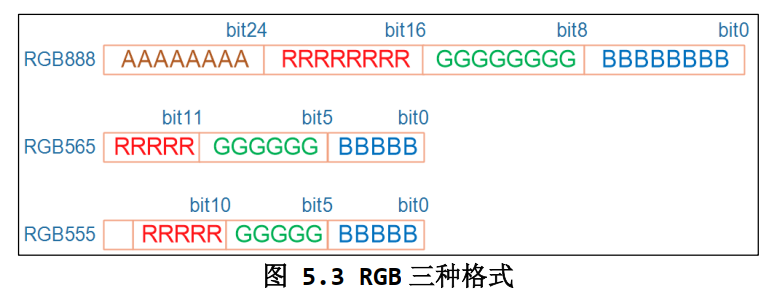 bit24 bit16 bit8 bit0
RGB888 AAAAAAAA RRRRRRRR GGGGGGGG BBBBBBBB
bit11 bit5 bit0
RGB565 RRRRR GGGGGG BBBBB
bit10 bit5 bit0
RGB555 RRRRR GGGGG BBBBB
图 5.3 RGB 三种格式